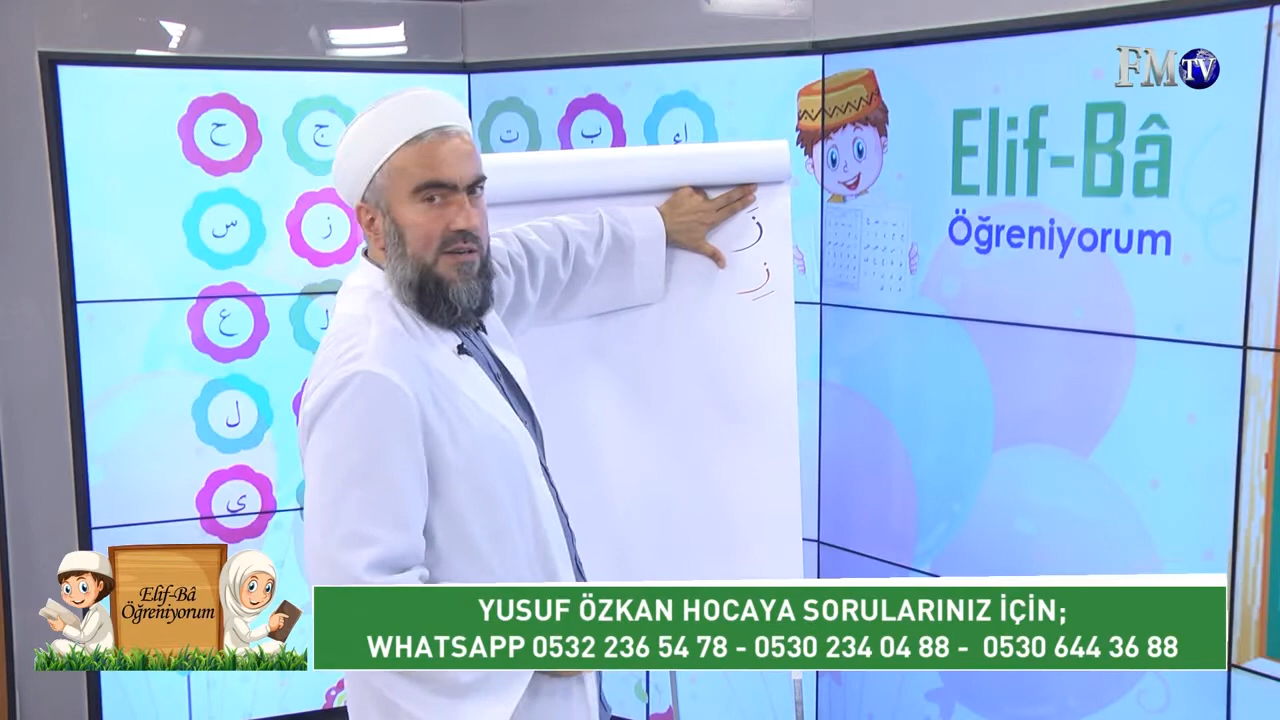 FM TV
Elif-Bâ
Öğreniyorum
إ
ب
ت
ج
ح
ز
س
ع
ل
ى
زَ
زِ
Elif-Bâ
Öğreniyorum
YUSUF ÖZKAN HOCAYA SORULARINIZ İÇİN;
WHATSAPP 0532 236 54 78 - 0530 234 04 88 - 0530 644 36 88